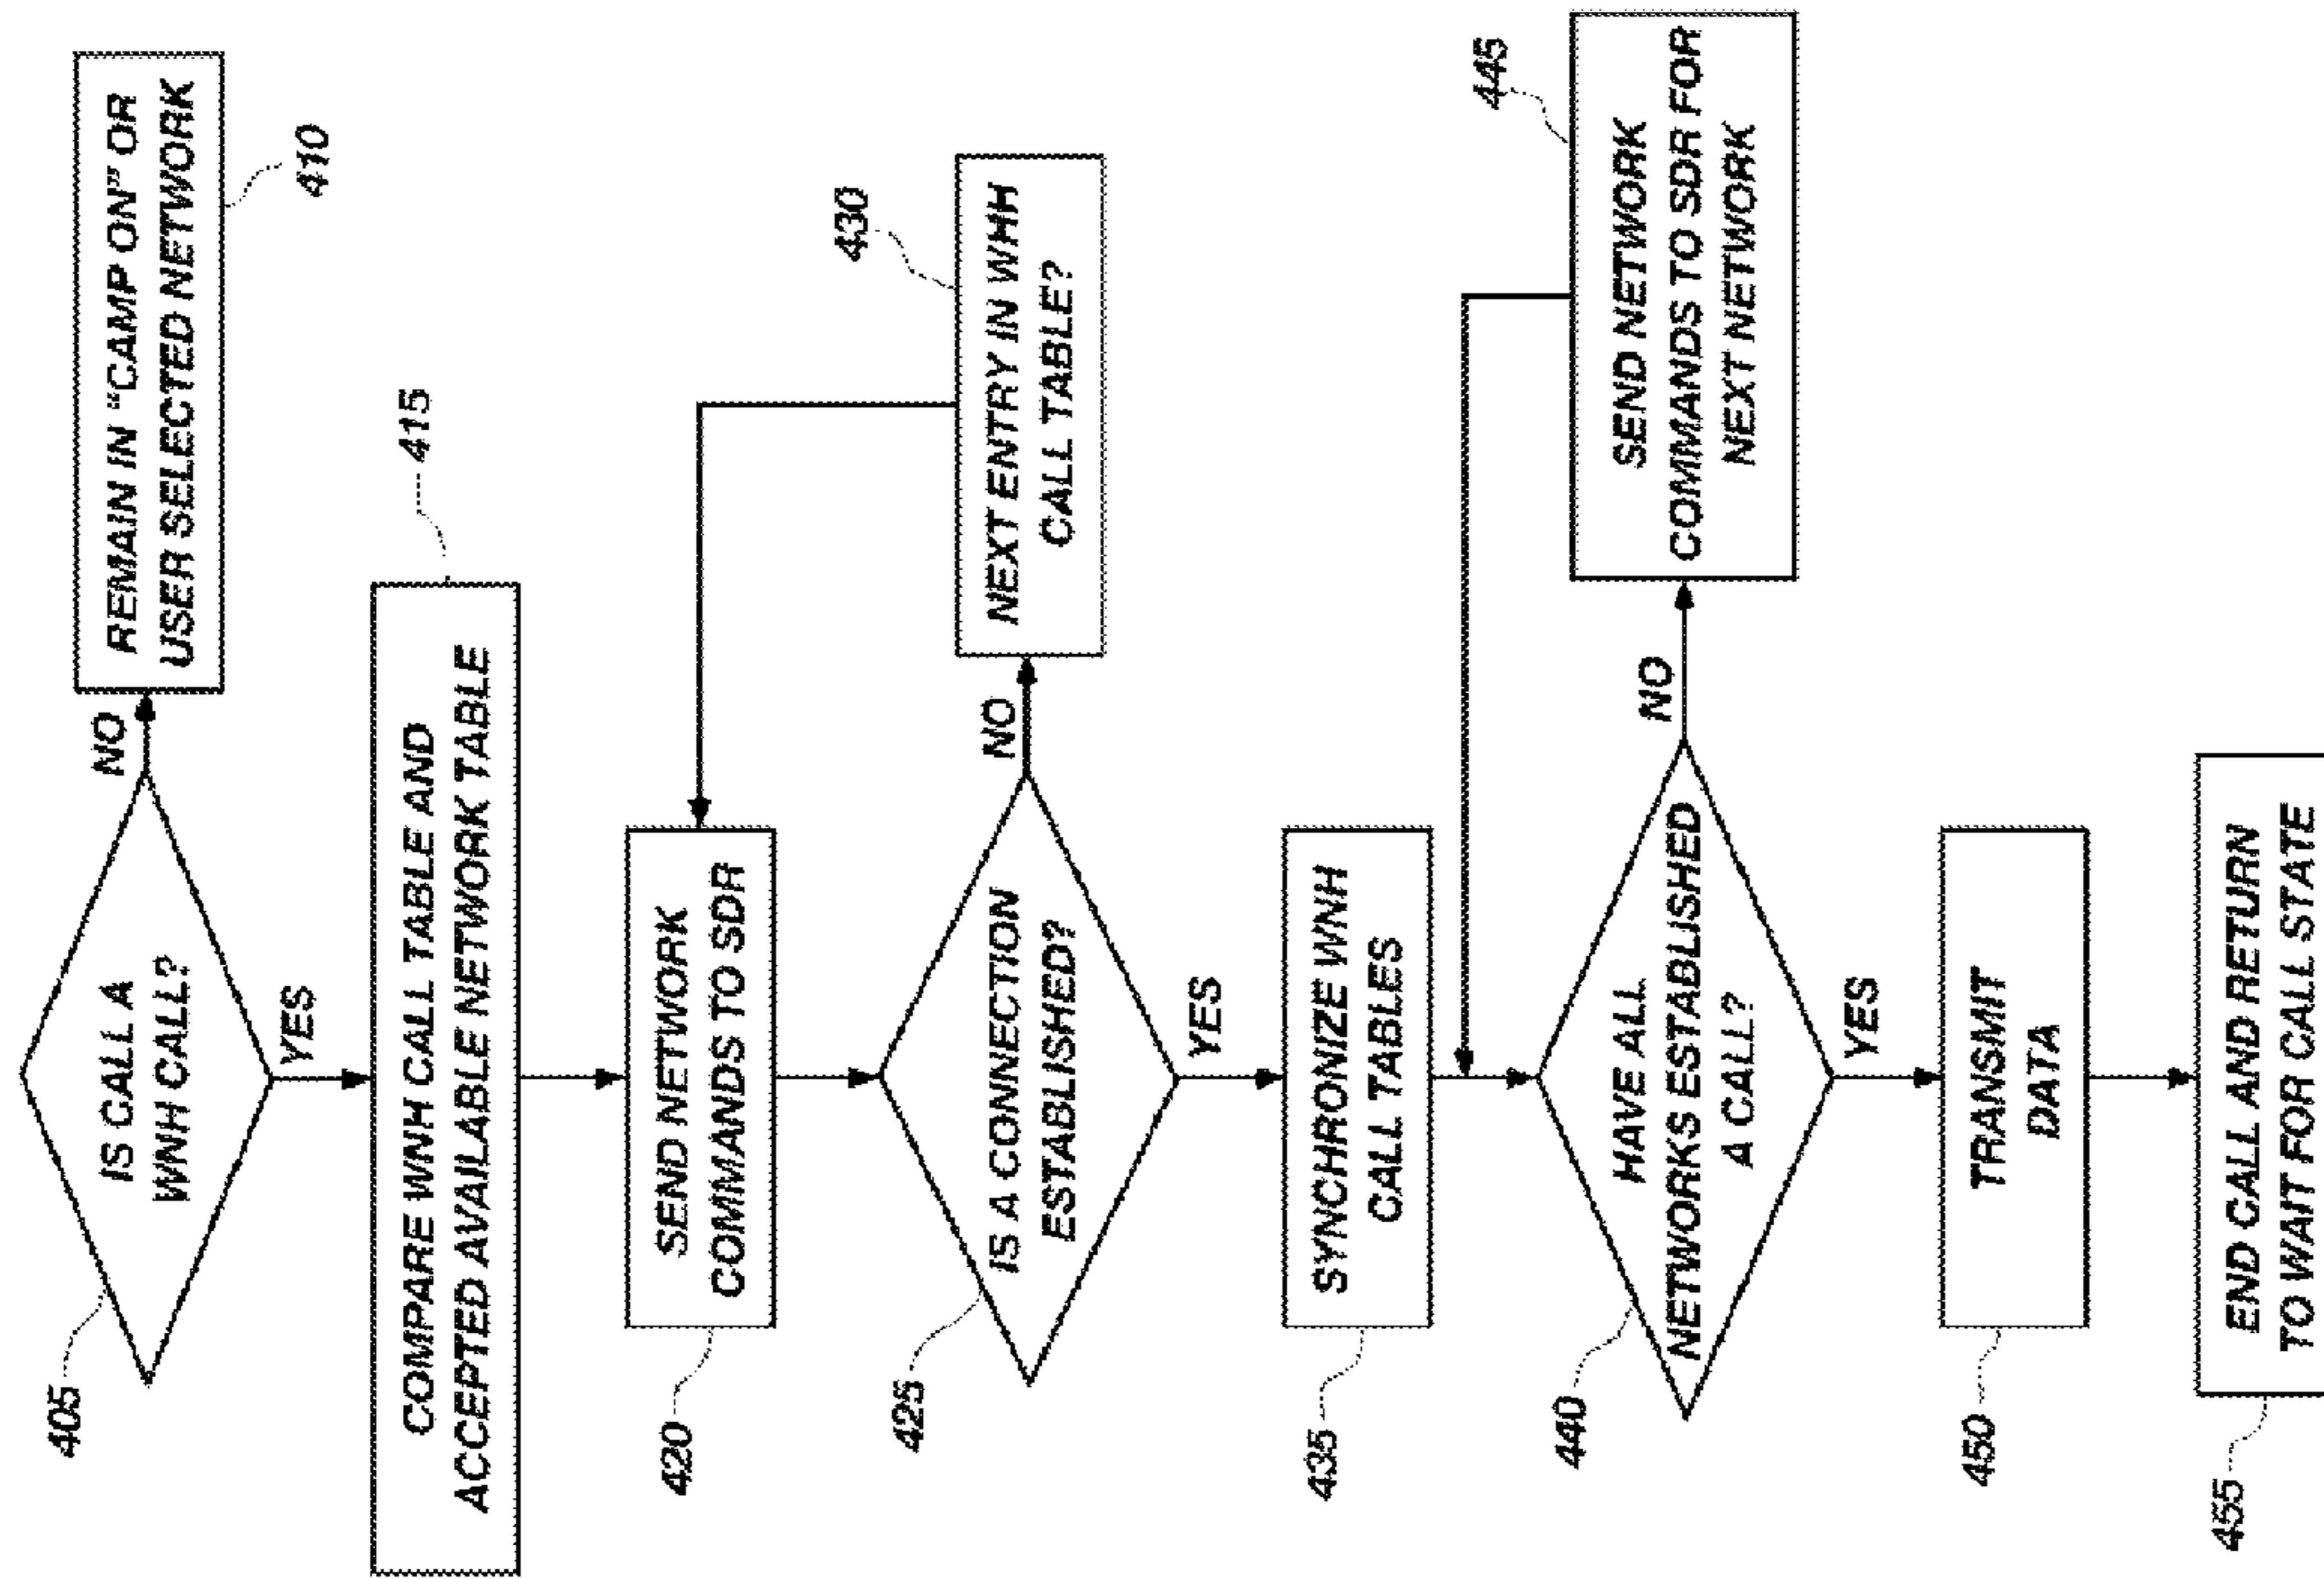 405
IS CALL A
WNH CALL?
NO
REMAIN IN "CAMP ON" OR
USER SELECTED NETWORK
410
YES
COMPARE WNH CALL TABLE AND
ACCEPTED AVAILABLE NETWORK TABLE
415
SEND NETWORK
COMMANDS TO SDR
420
425
IS A CONNECTION
ESTABLISHED?
NO
NEXT ENTRY IN WHH
CALL TABLE?
430
YES
SYNCHRONIZE WNH
CALL TABLES
435
440
HAVE ALL
NETWORKS ESTABLISHED
A CALL?
NO
SEND NETWORK
COMMANDS TO SDR FOR
NEXT NETWORK
445
YES
TRANSMIT
DATA
450
END CALL AND RETURN
TO WAIT FOR CALL STATE
455